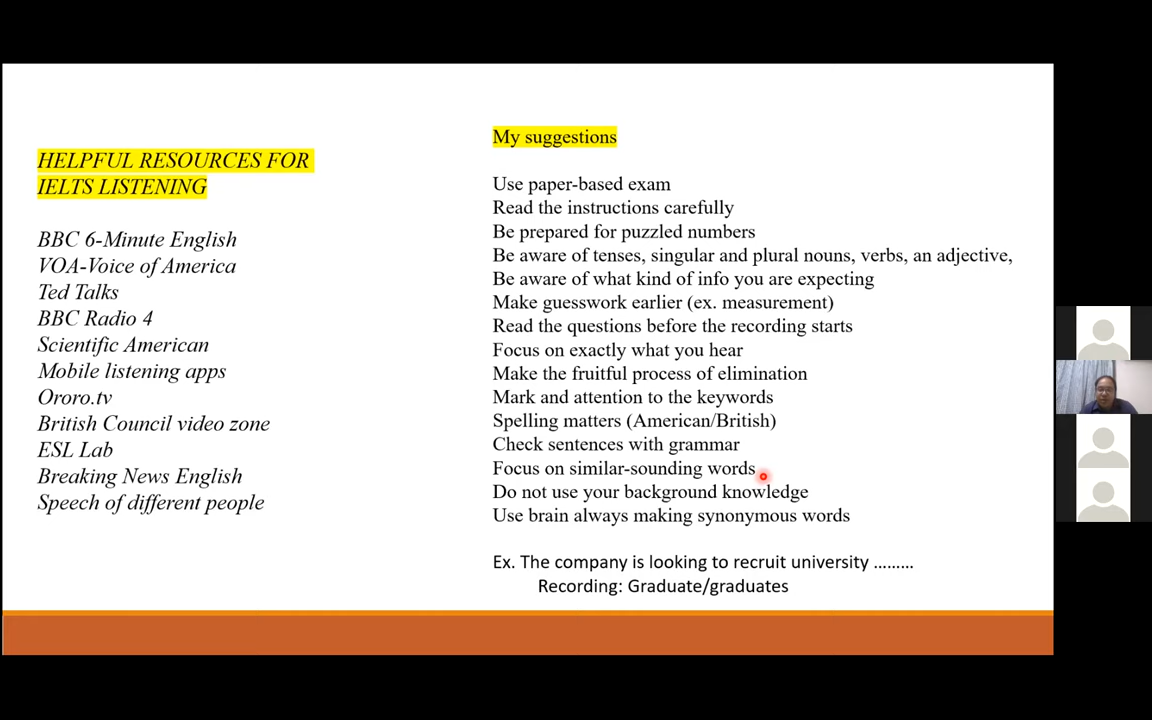 HELPFUL RESOURCES FOR
IELTS LISTENING
BBC 6-Minute English
VOA-Voice of America
Ted Talks
BBC Radio 4
Scientific American
Mobile listening apps
Ororo.tv
British Council video zone
ESL Lab
Breaking News English
Speech of different people
My suggestions
Use paper-based exam
Read the instructions carefully
Be prepared for puzzled numbers
Be aware of tenses, singular and plural nouns, verbs, an adjective,
Be aware of what kind of info you are expecting
Make guesswork earlier (ex. measurement)
Read the questions before the recording starts
Focus on exactly what you hear
Make the fruitful process of elimination
Mark and attention to the keywords
Spelling matters (American/British)
Check sentences with grammar
Focus on similar-sounding words
Do not use your background knowledge
Use brain always making synonymous words
Ex. The company is looking to recruit university .........
Recording: Graduate/graduates